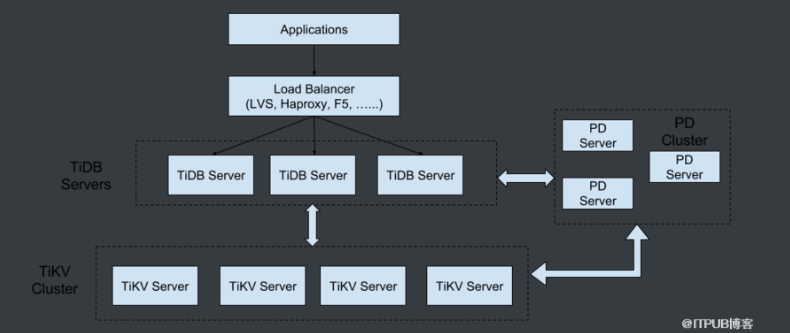 Applications
Load Balancer
(LVS, Haproxy, F5, …...)
TiDB
Servers
TiDB Server
TiDB Server
TiDB Server
PD
Cluster
PD
Server
PD
Server
PD
Server
TiKV
Cluster
TiKV Server
TiKV Server
TiKV Server
TiKV Server
@ITPUB博客